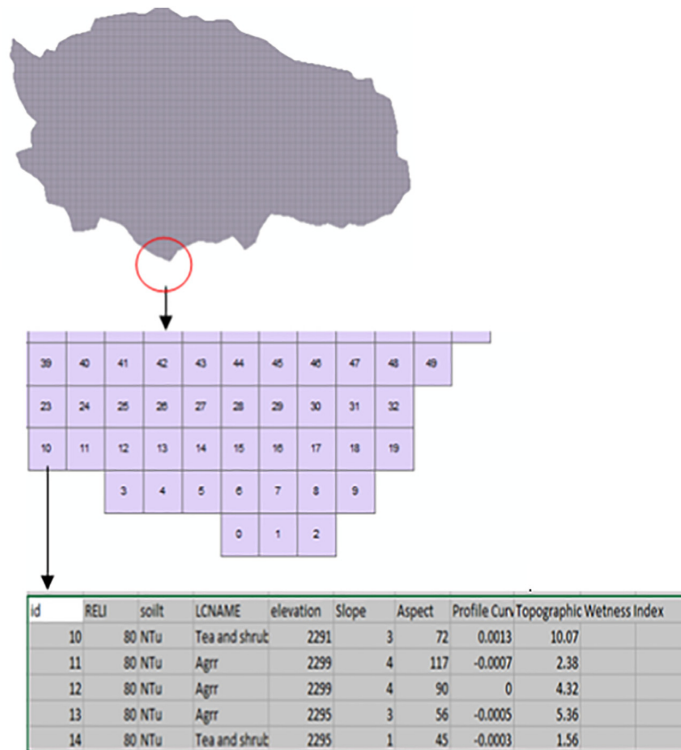 39 40 41 42 43 44 45 46 47 48 49
23 24 25 26 27 28 29 30 31 32
10 11 12 13 14 15 16 17 18 19
3 4 5 6 7 8 9
0 1 2
id RELI soilt LCNAME elevation Slope Aspect Profile Curv Topographic Wetness Index
10 80 NTu Tea and shrub 2291 3 72 0.0013 10.07
11 80 NTu Agrr 2299 4 117 -0.0007 2.38
12 80 NTu Agrr 2299 4 90 0 4.32
13 80 NTu Agrr 2295 3 56 -0.0005 5.36
14 80 NTu Tea and shrub 2295 1 45 -0.0003 1.56